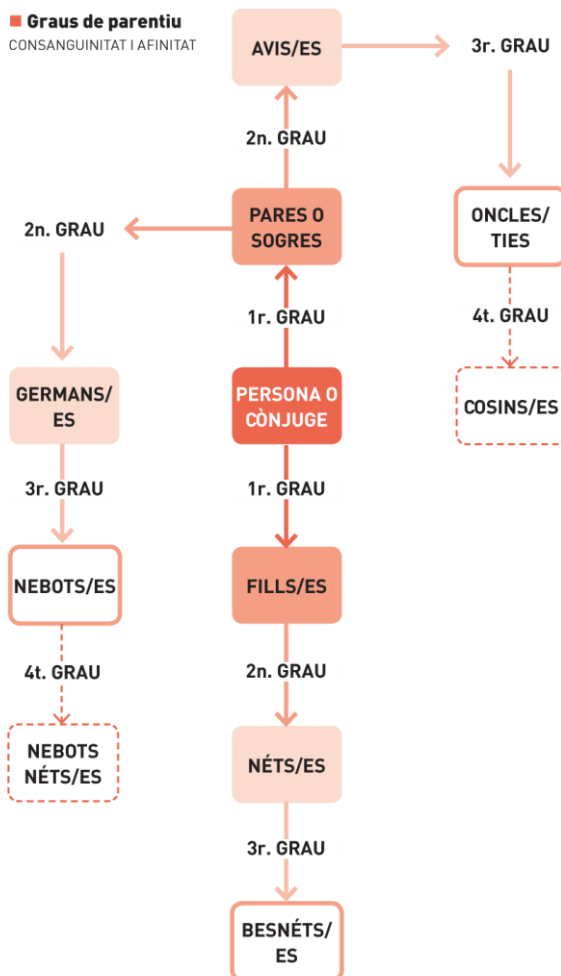 Graus de parentiu
CONSANGUINITAT I AFINITAT
AVIS/ES
3r. GRAU
2n. GRAU
2n. GRAU
PARES O
SOGRES
ONCLES/
TIES
1r. GRAU
4t. GRAU
GERMANS/
ES
PERSONA O
CÒNJUGE
COSINS/ES
3r. GRAU
1r. GRAU
NEBOTS/ES
FILLS/ES
4t. GRAU
2n. GRAU
NEBOTS
NÉTS/ES
NÉTS/ES
3r. GRAU
BESNÉTS/
ES